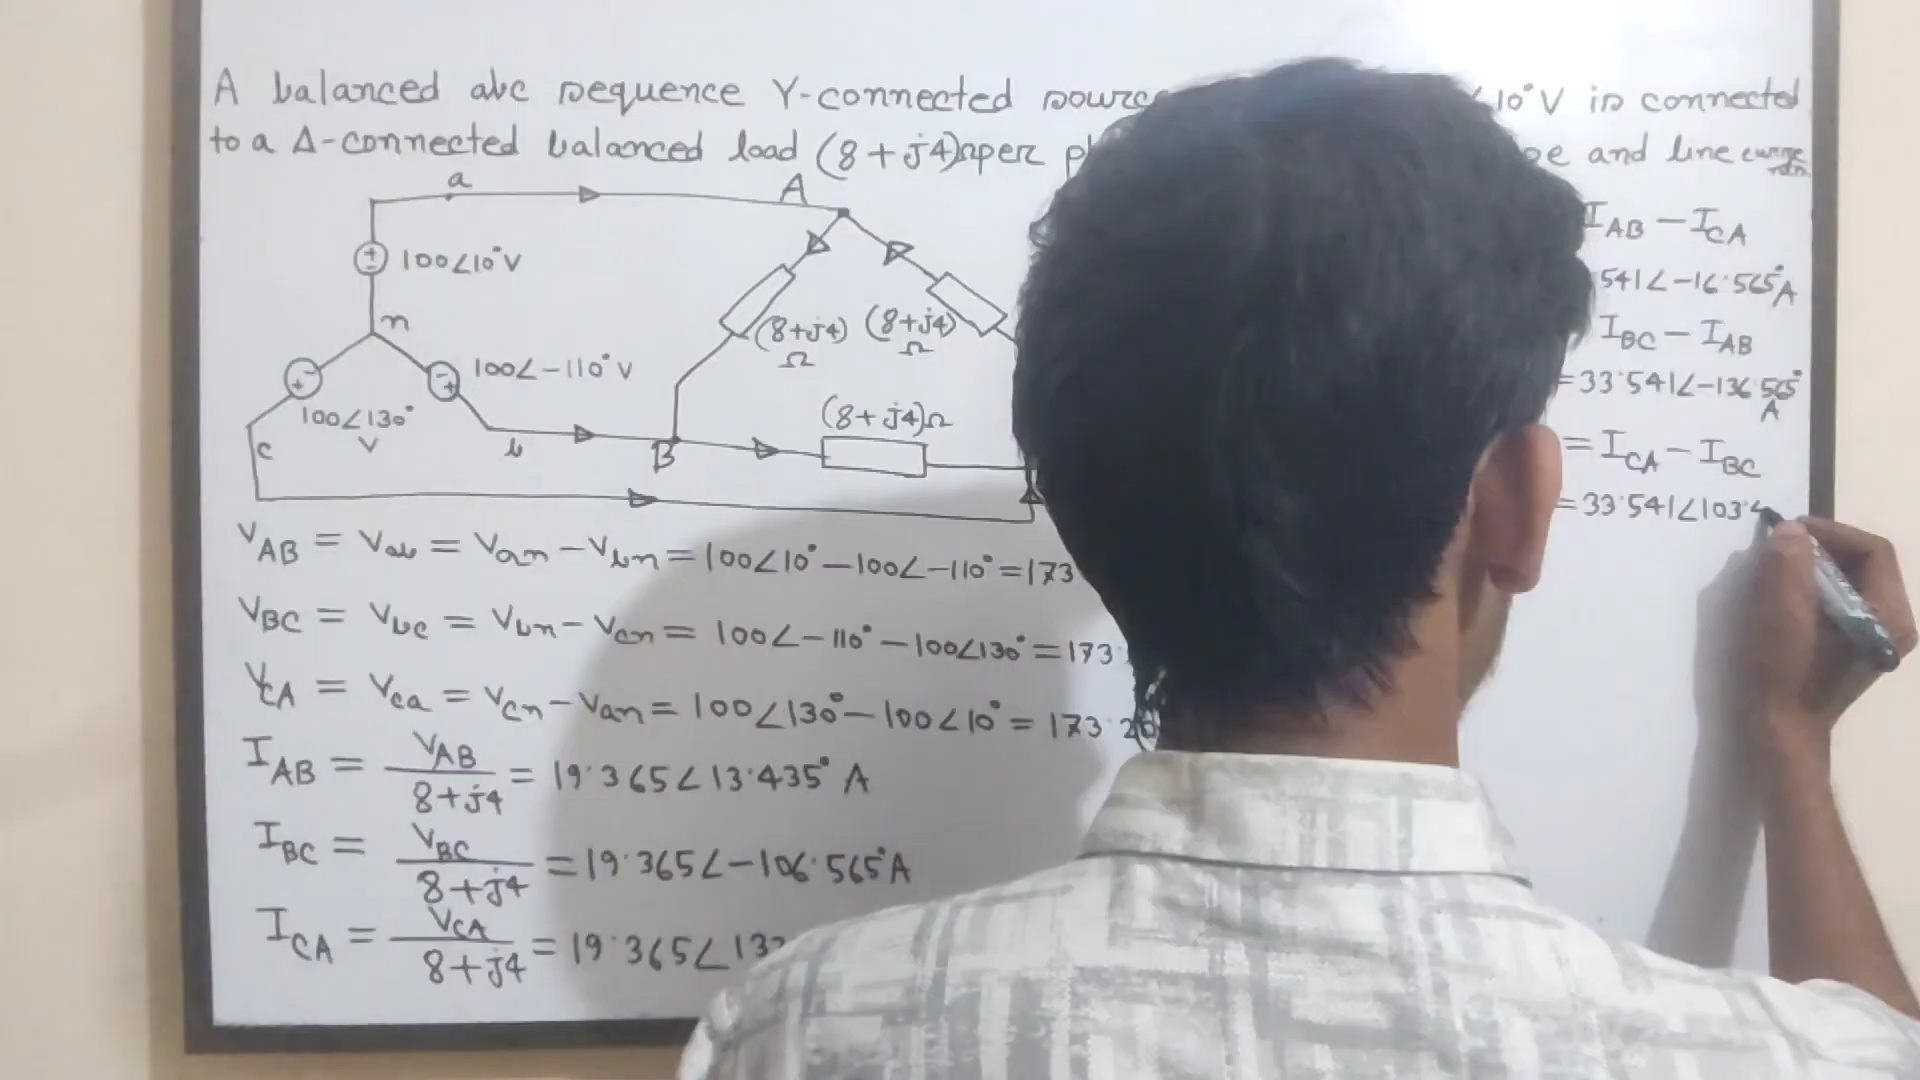 A balanced abc sequence Y-connected source ∠10°V is connected
to a Δ-connected balanced load (8+j4)Ω per and line currents
a
A
100∠10°V
n
(8+j4)
Ω
(8+j4)
Ω
100∠-110°V
100∠130°
V
c
b
B
(8+j4)Ω
I_AB - I_CA
541∠-16.565°A
I_BC - I_AB
=33.541∠-136.565°
A
= I_CA - I_BC
=33.541∠103.4
V_AB = V_ab = V_an - V_bn = 100∠10° - 100∠-110° = 173
V_BC = V_bc = V_bn - V_cn = 100∠-110° - 100∠130° = 173
V_CA = V_ca = V_cn - V_an = 100∠130° - 100∠10° = 173.20
I_AB = V_AB / 8+j4 = 19.365∠13.435° A
I_BC = V_BC / 8+j4 = 19.365∠-106.565°A
I_CA = V_CA / 8+j4 = 19.365∠13